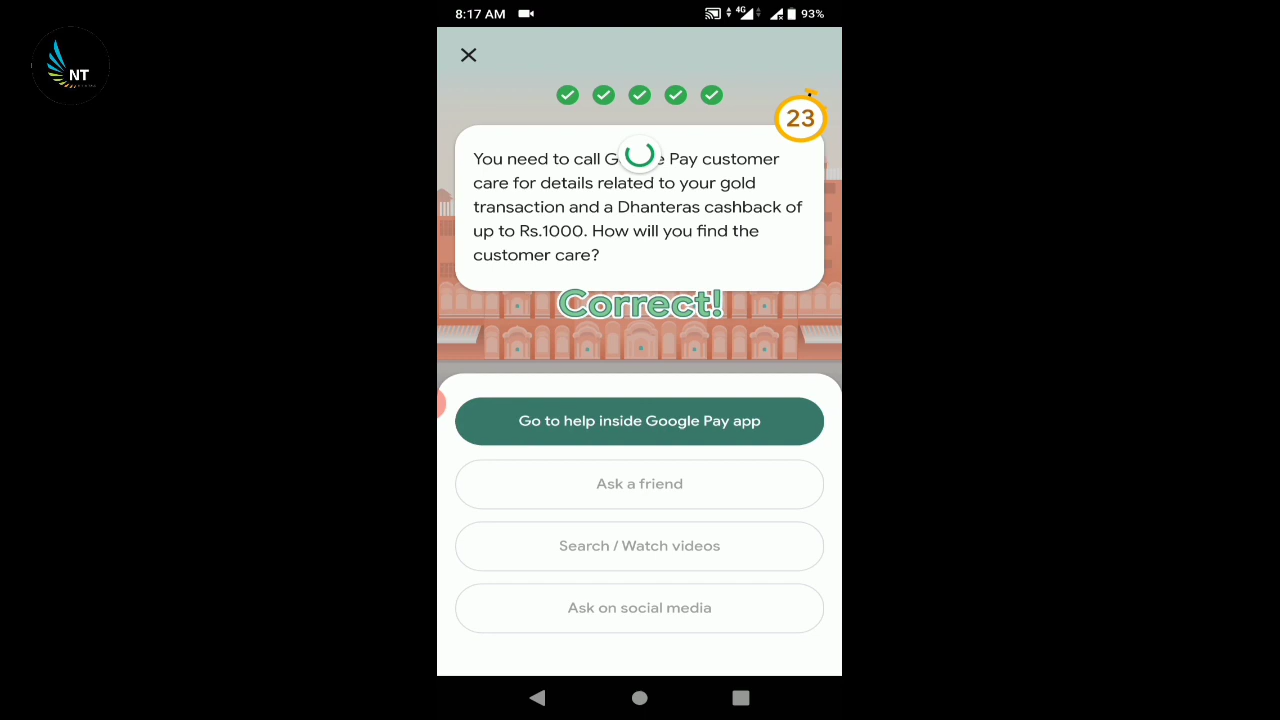 8:17 AM
4G
93%
NT
23
You need to call G e Pay customer
care for details related to your gold
transaction and a Dhanteras cashback of
up to Rs.1000. How will you find the
customer care?
Correct!
Go to help inside Google Pay app
Ask a friend
Search / Watch videos
Ask on social media